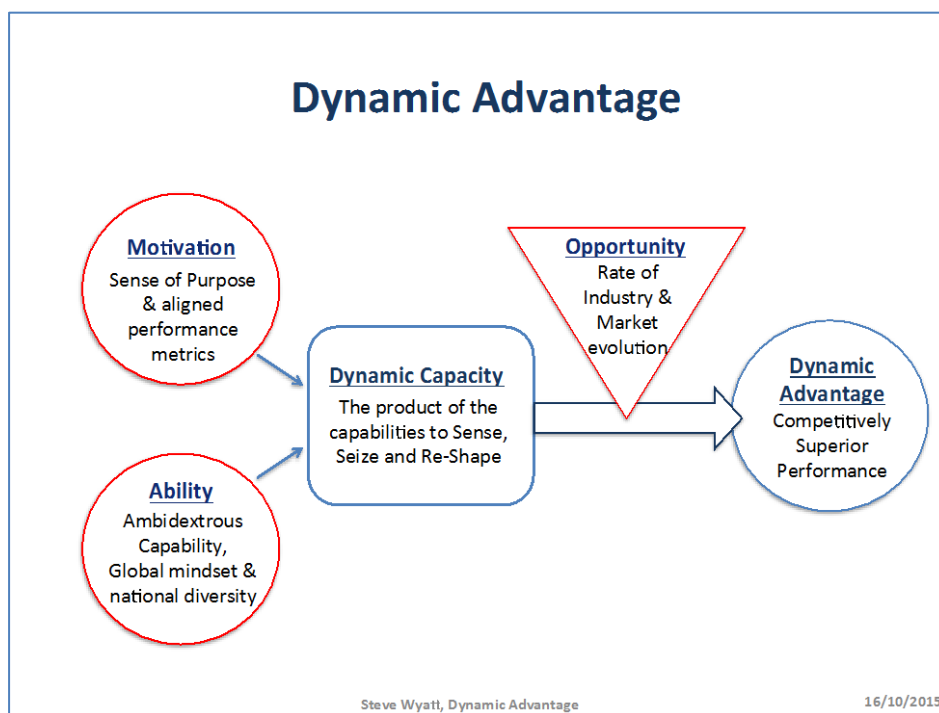 Dynamic Advantage
Motivation
Sense of Purpose
& aligned
performance
metrics
Ability
Ambidextrous
Capability,
Global mindset &
national diversity
Dynamic Capacity
The product of the
capabilities to Sense,
Seize and Re-Shape
Opportunity
Rate of
Industry &
Market
evolution
Dynamic
Advantage
Competitively
Superior
Performance
Steve Wyatt, Dynamic Advantage
16/10/2015